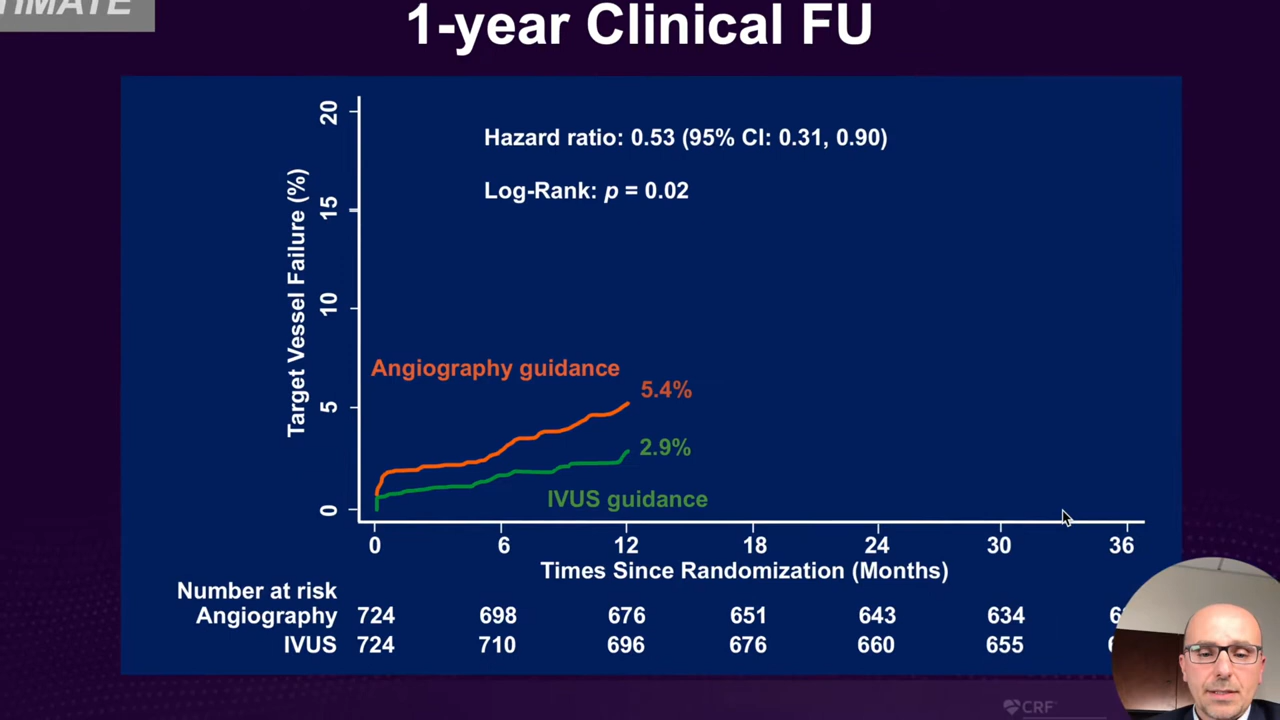 1-year Clinical FU
20
15
10
5
0
Target Vessel Failure (%)
Hazard ratio: 0.53 (95% CI: 0.31, 0.90)
Log-Rank: p = 0.02
Angiography guidance
5.4%
2.9%
IVUS guidance
0 6 12 18 24 30 36
Times Since Randomization (Months)
Number at risk
Angiography 724 698 676 651 643 634
IVUS 724 710 696 676 660 655
CRF